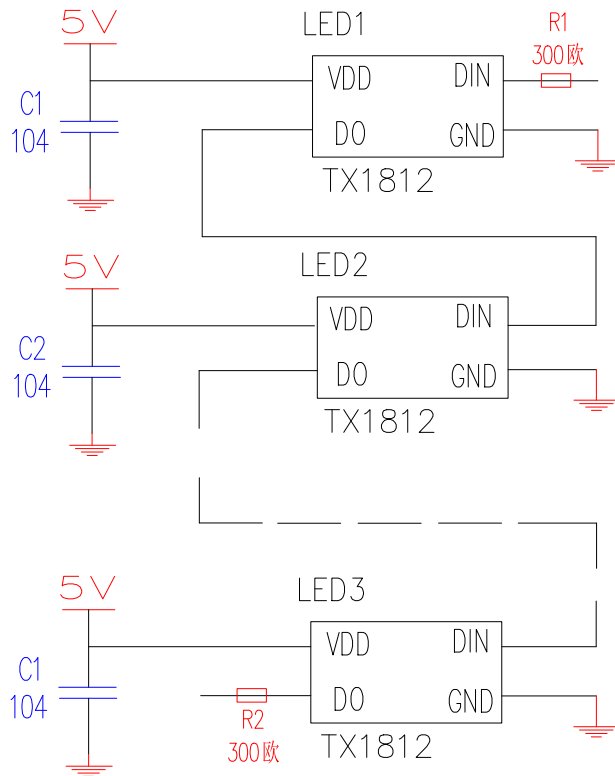 5V
LED1
R1
300欧
VDD
DIN
C1
104
DO
GND
TX1812
5V
LED2
VDD
DIN
C2
104
DO
GND
TX1812
5V
LED3
VDD
DIN
C1
104
DO
GND
R2
300欧
TX1812